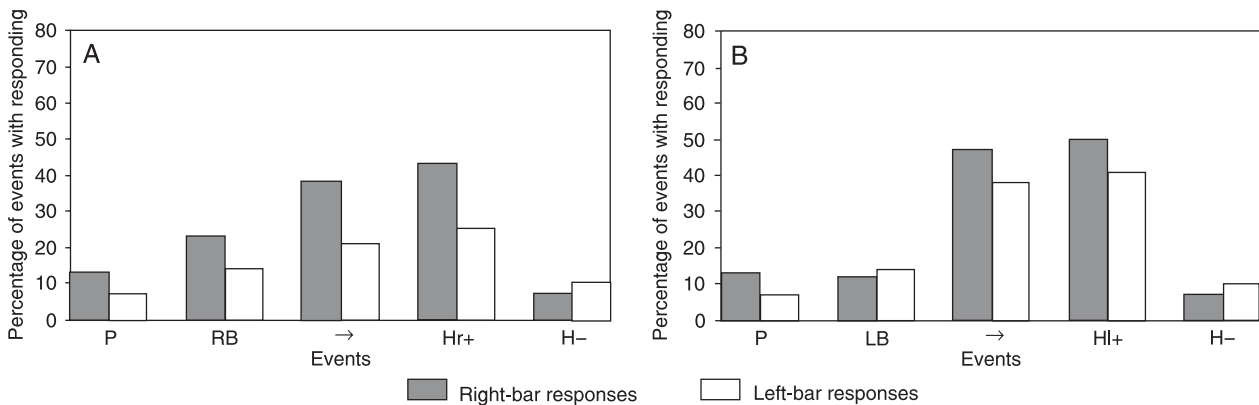 Percentage of events with responding
80
70
60
50
40
30
20
10
0
A
P RB → Hr+ H−
Events
Percentage of events with responding
80
70
60
50
40
30
20
10
0
B
P LB → Hl+ H−
Events
Right-bar responses Left-bar responses